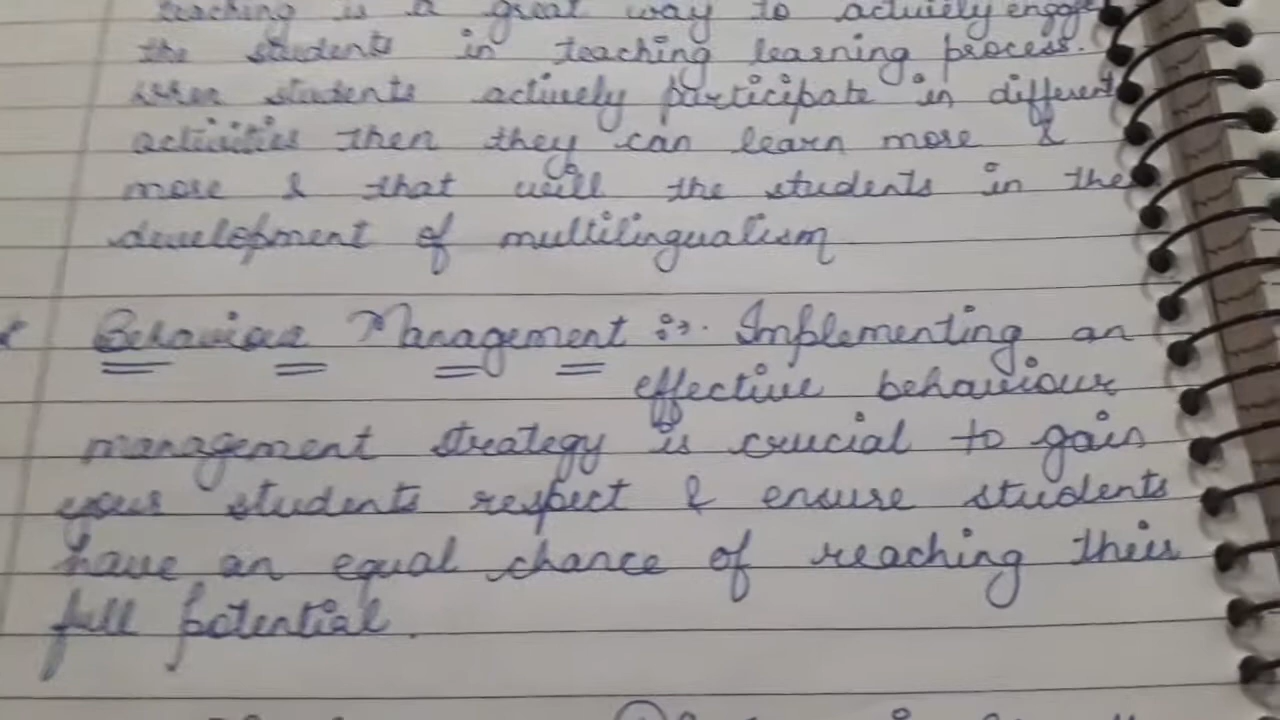 teaching is a great way to actively engage
the students in teaching learning process.
when students actively participate in different
activities then they can learn more &
more & that will the students in the
development of multilingualism
Behaviour Management :- Implementing an
effective behaviour
management strategy is crucial to gain
your students respect & ensure students
have an equal chance of reaching their
full potential.